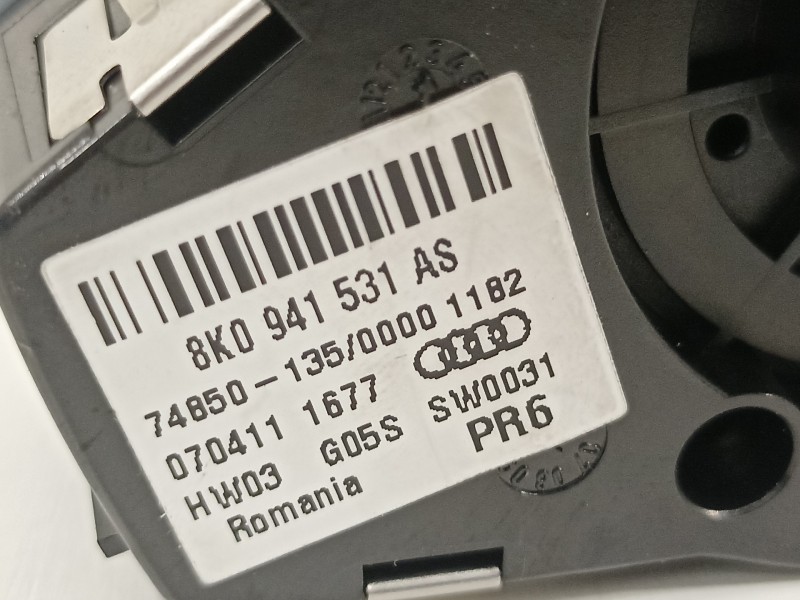 8K0 941 531 AS
74850-135/0000 1182
070411 1677
HW03 G05S SW0031
Romania PR6